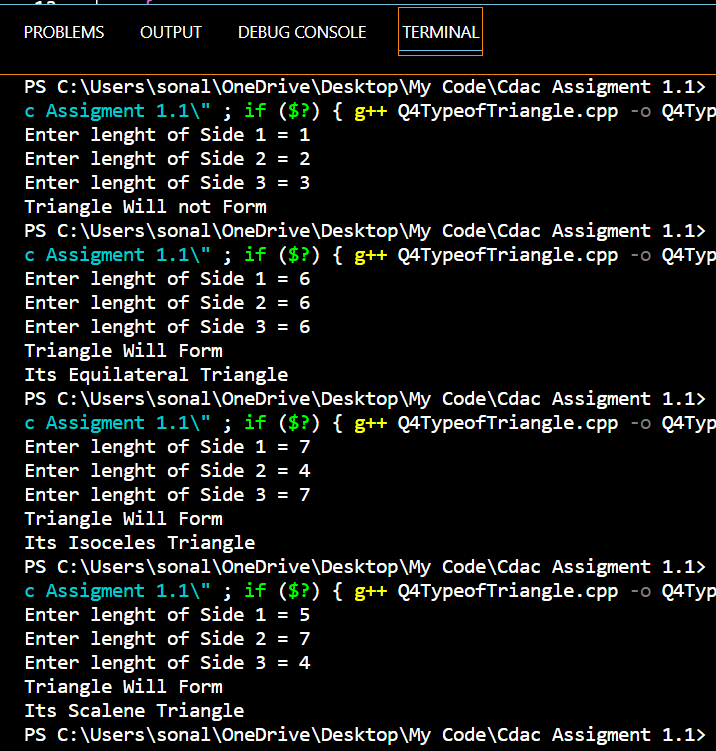 PROBLEMS OUTPUT DEBUG CONSOLE TERMINAL
PS C:\Users\sonal\OneDrive\Desktop\My Code\Cdac Assigment 1.1>
c Assigment 1.1\" ; if ($?) { g++ Q4TypeofTriangle.cpp -o Q4Typ
Enter lenght of Side 1 = 1
Enter lenght of Side 2 = 2
Enter lenght of Side 3 = 3
Triangle Will not Form
PS C:\Users\sonal\OneDrive\Desktop\My Code\Cdac Assigment 1.1>
c Assigment 1.1\" ; if ($?) { g++ Q4TypeofTriangle.cpp -o Q4Typ
Enter lenght of Side 1 = 6
Enter lenght of Side 2 = 6
Enter lenght of Side 3 = 6
Triangle Will Form
Its Equilateral Triangle
PS C:\Users\sonal\OneDrive\Desktop\My Code\Cdac Assigment 1.1>
c Assigment 1.1\" ; if ($?) { g++ Q4TypeofTriangle.cpp -o Q4Typ
Enter lenght of Side 1 = 7
Enter lenght of Side 2 = 4
Enter lenght of Side 3 = 7
Triangle Will Form
Its Isoceles Triangle
PS C:\Users\sonal\OneDrive\Desktop\My Code\Cdac Assigment 1.1>
c Assigment 1.1\" ; if ($?) { g++ Q4TypeofTriangle.cpp -o Q4Typ
Enter lenght of Side 1 = 5
Enter lenght of Side 2 = 7
Enter lenght of Side 3 = 4
Triangle Will Form
Its Scalene Triangle
PS C:\Users\sonal\OneDrive\Desktop\My Code\Cdac Assigment 1.1>